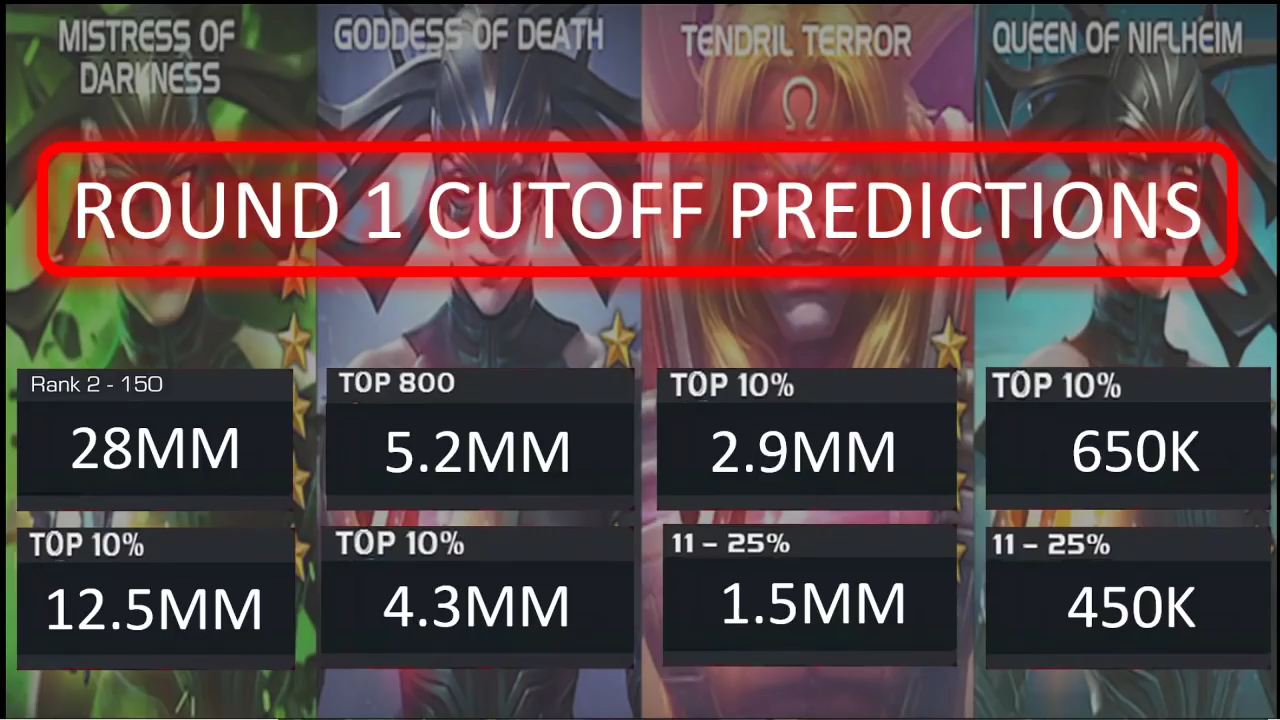 MISTRESS OF
DARKNESS
GODDESS OF DEATH
TENDRIL TERROR
QUEEN OF NIFLHEIM
Ω
ROUND 1 CUTOFF PREDICTIONS
Rank 2 - 150
28MM
TOP 800
5.2MM
TOP 10%
2.9MM
TOP 10%
650K
TOP 10%
12.5MM
TOP 10%
4.3MM
11 – 25%
1.5MM
11 – 25%
450K